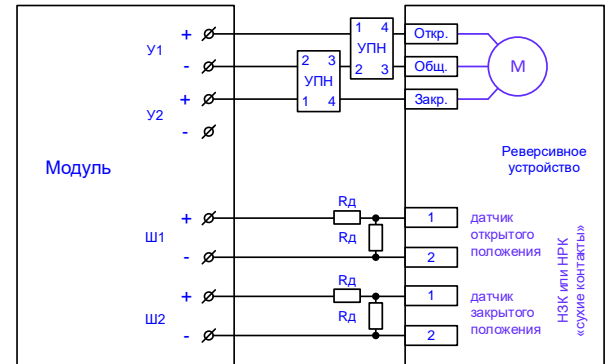 У1
+
-
У2
+
-
1 4
УПН
2 3
2 3
УПН
1 4
Откр.
Общ.
Закр.
М
Модуль
Реверсивное
устройство
Ш1
+
-
Rд
Rд
1
2
датчик
открытого
положения
Ш2
+
-
Rд
Rд
1
2
датчик
закрытого
положения
НЗК или НРК
«сухие контакты»